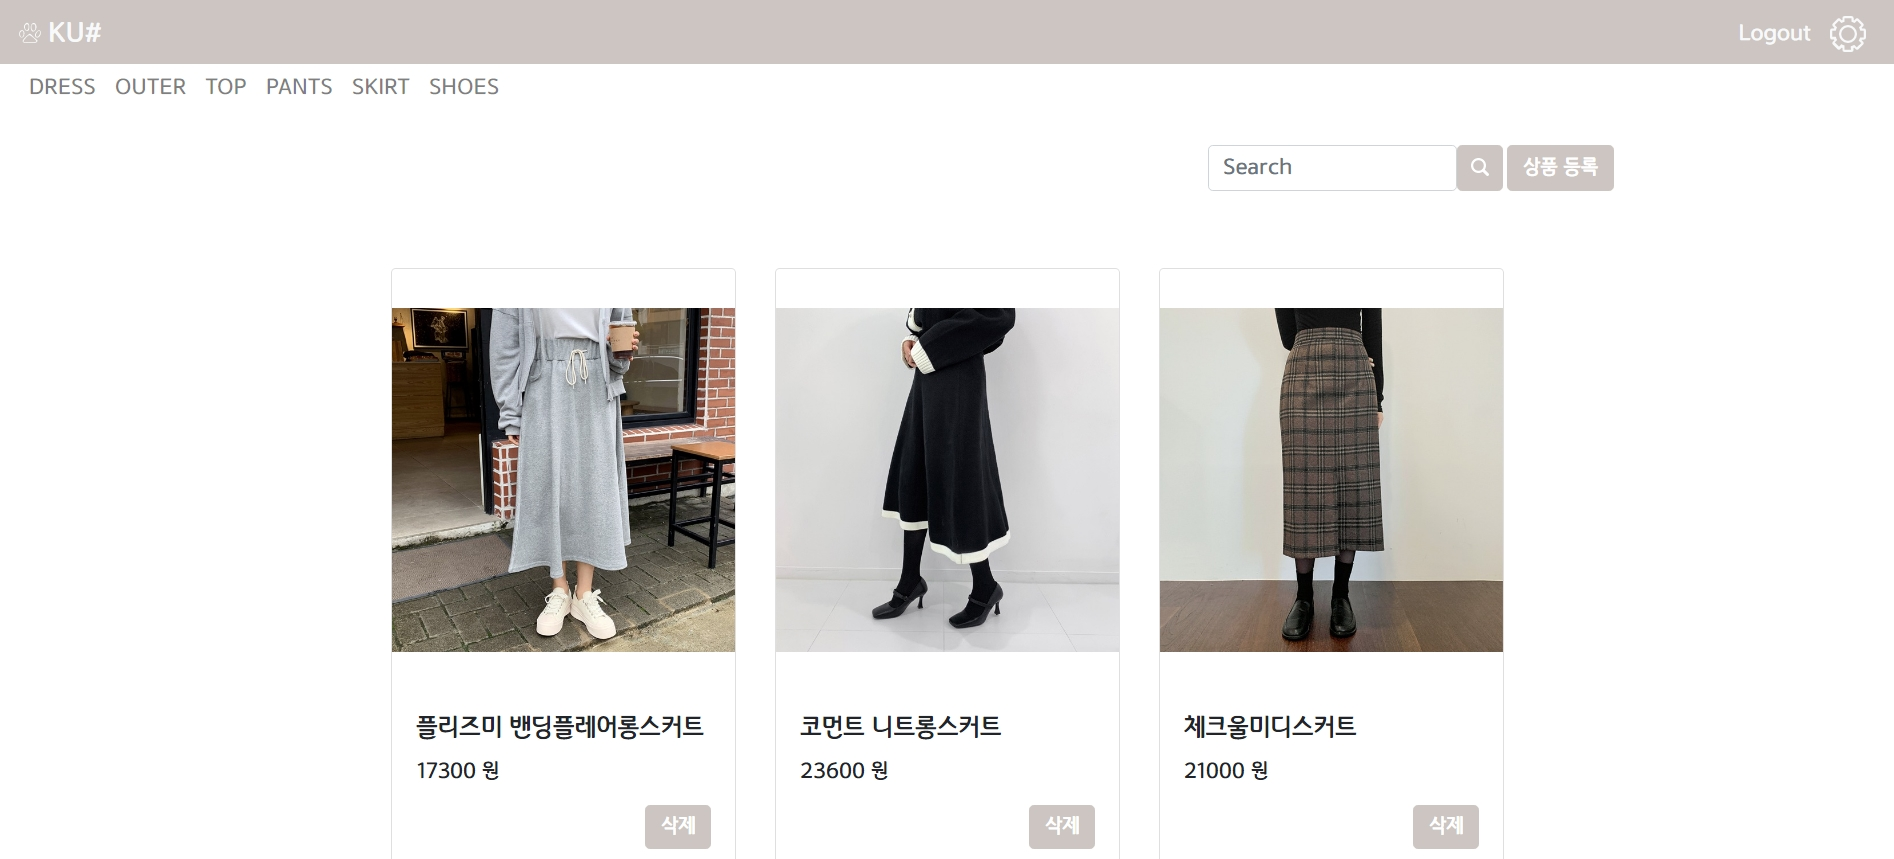 KU#
Logout
DRESS OUTER TOP PANTS SKIRT SHOES
Search
상품 등록
플리즈미 밴딩플레어롱스커트
17300 원
삭제
코먼트 니트롱스커트
23600 원
삭제
체크울미디스커트
21000 원
삭제